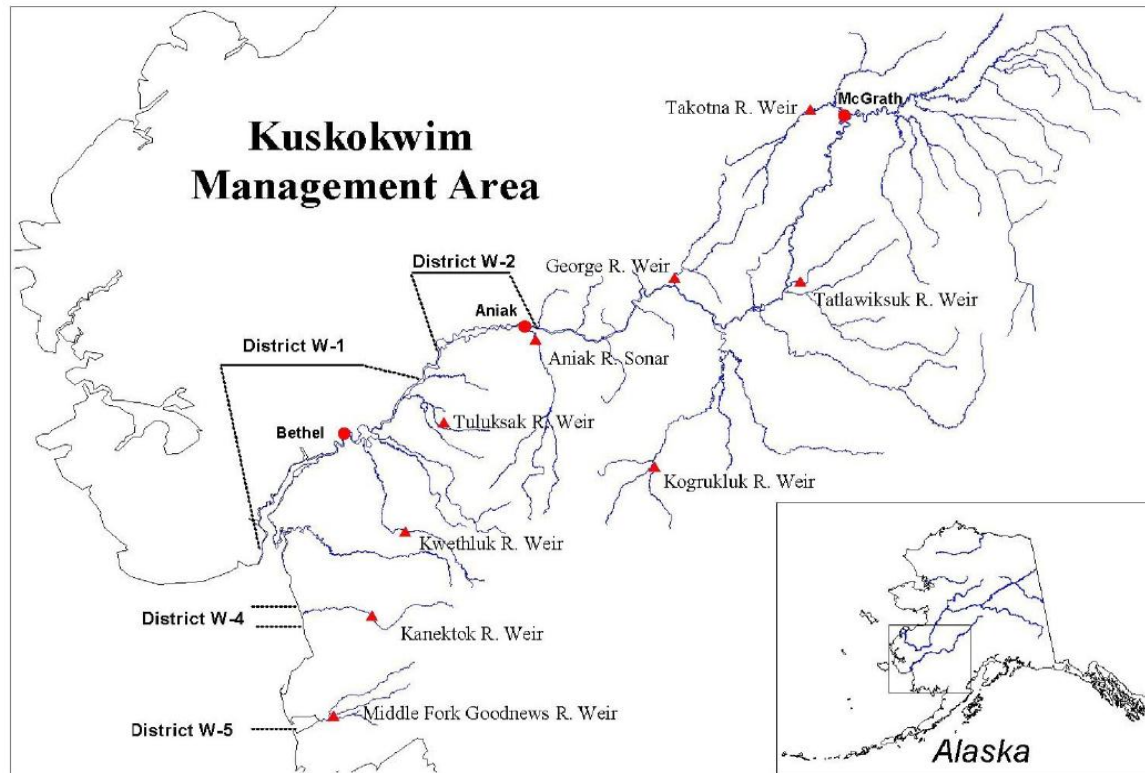 Kuskokwim
Management Area
Takotna R. Weir
McGrath
District W-2
George R. Weir
Tatlawiksuk R. Weir
Aniak
Aniak R. Sonar
District W-1
Tuluksak R. Weir
Bethel
Kogrukluk R. Weir
Kwethluk R. Weir
District W-4
Kanektok R. Weir
Middle Fork Goodnews R. Weir
District W-5
Alaska